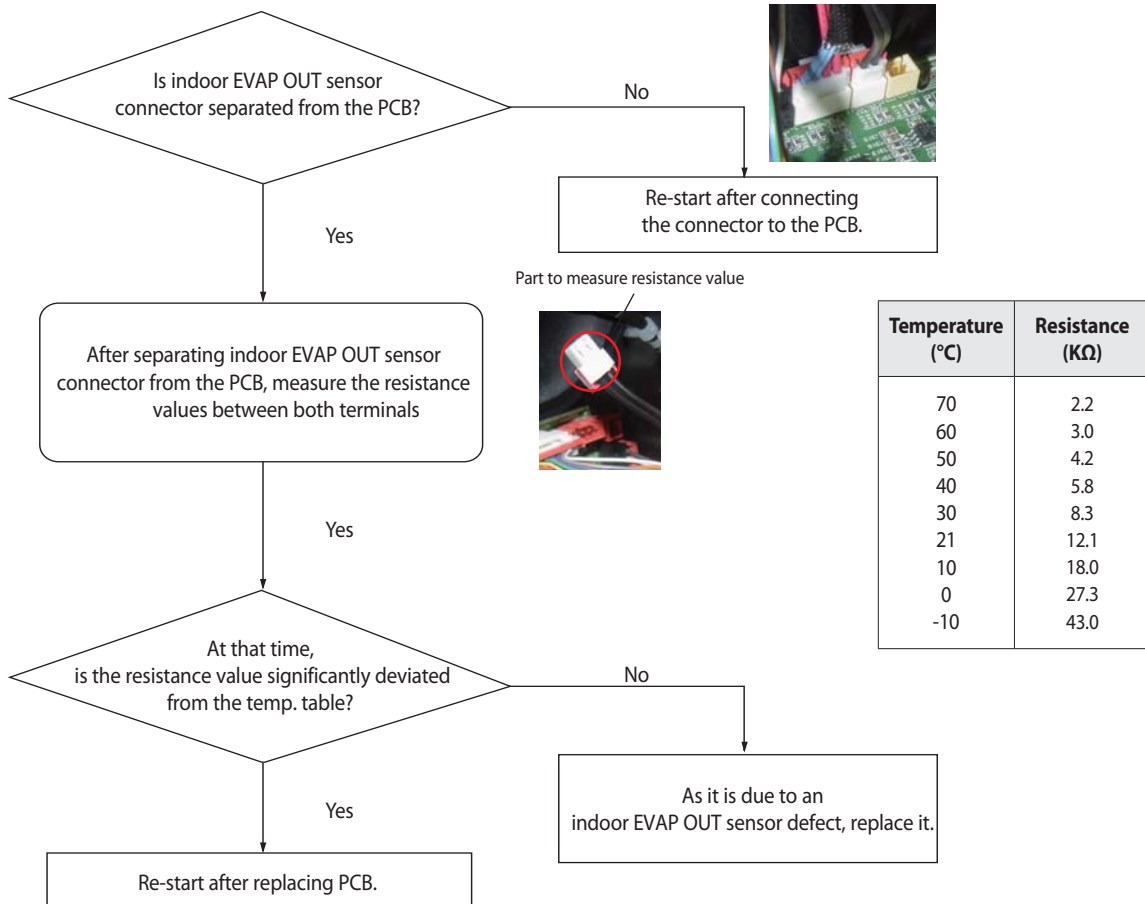 Is indoor EVAP OUT sensor
connector separated from the PCB?
No
Re-start after connecting
the connector to the PCB.
Yes
Part to measure resistance value
After separating indoor EVAP OUT sensor
connector from the PCB, measure the resistance
values between both terminals
Temperature Resistance
(°C) (KΩ)
70 2.2
60 3.0
50 4.2
40 5.8
30 8.3
21 12.1
10 18.0
0 27.3
-10 43.0
Yes
At that time,
is the resistance value significantly deviated
from the temp. table?
No
As it is due to an
indoor EVAP OUT sensor defect, replace it.
Yes
Re-start after replacing PCB.